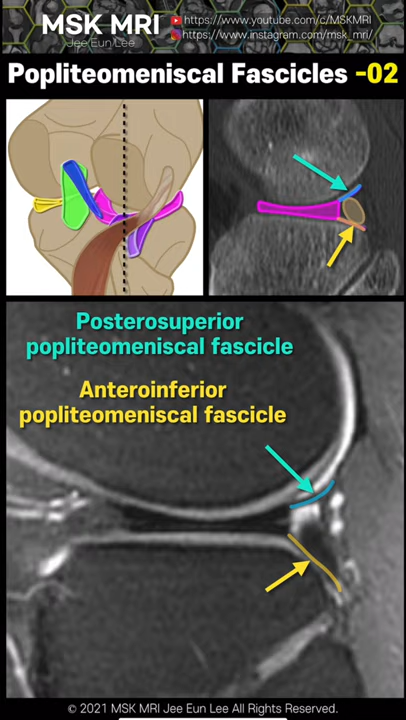 MSK MRI
Jee Eun Lee
https://www.youtube.com/c/MSKMRI
https://www.instagram.com/msk_mri/
Popliteomeniscal Fascicles -02
Posterosuperior
popliteomeniscal fascicle
Anteroinferior
popliteomeniscal fascicle
© 2021 MSK MRI Jee Eun Lee All Rights Reserved.